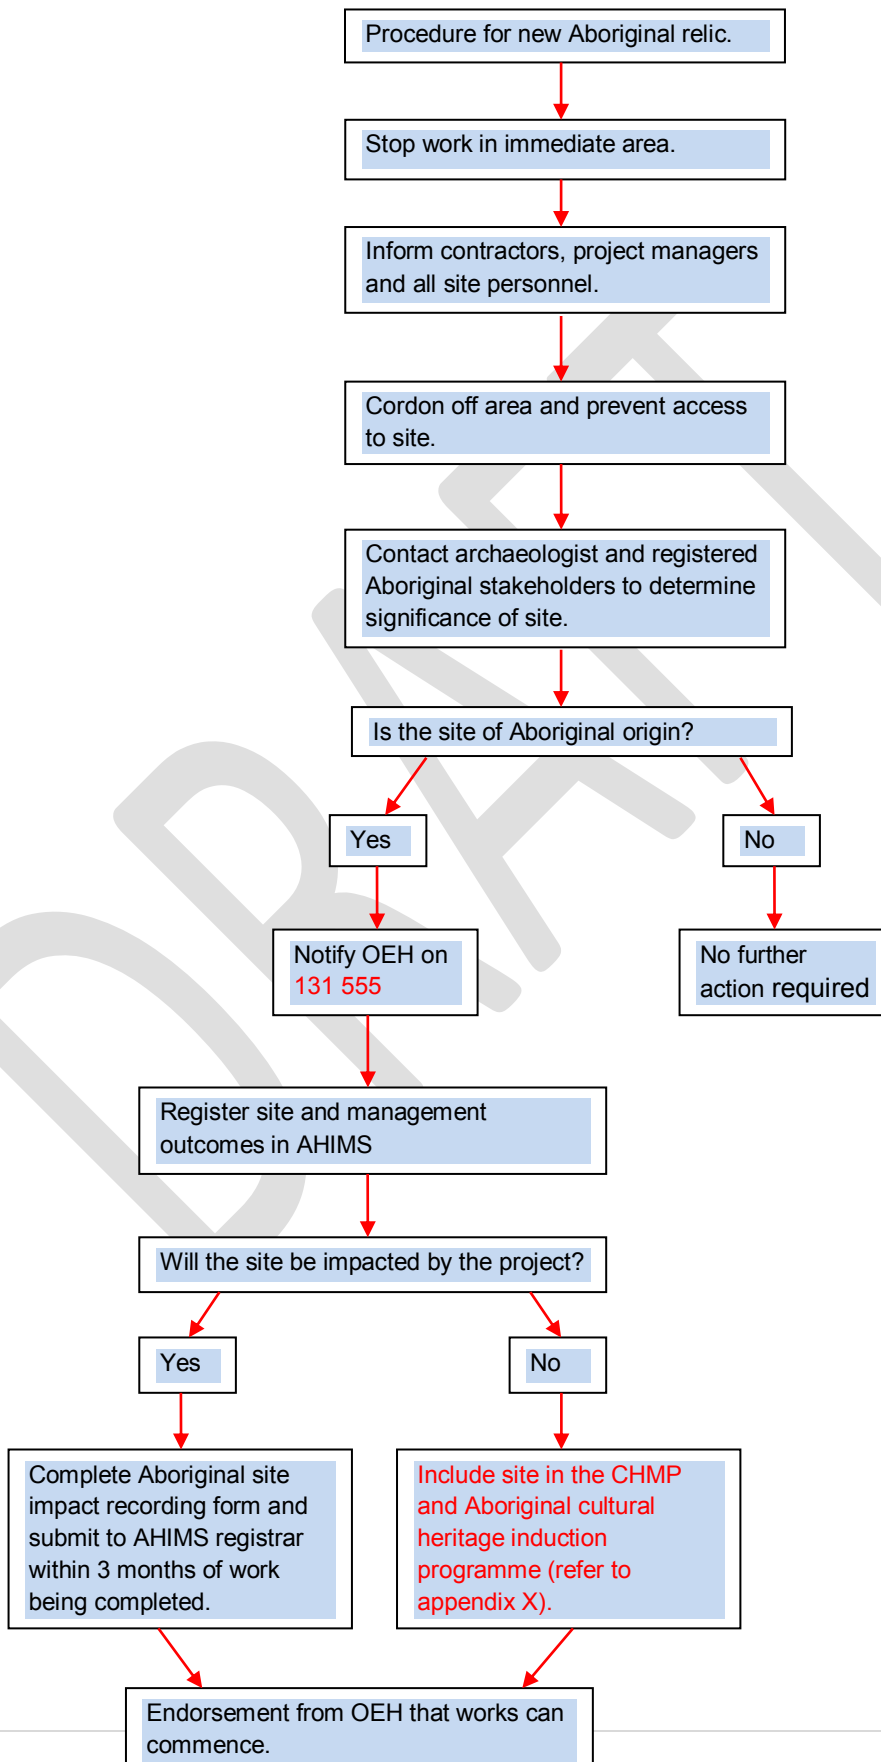 Procedure for new Aboriginal relic.
Stop work in immediate area.
Inform contractors, project managers
and all site personnel.
Cordon off area and prevent access
to site.
Contact archaeologist and registered
Aboriginal stakeholders to determine
significance of site.
Is the site of Aboriginal origin?
Yes
No
Notify OEH on
131 555
No further
action required
Register site and management
outcomes in AHIMS
Will the site be impacted by the project?
Yes
No
Complete Aboriginal site
impact recording form and
submit to AHIMS registrar
within 3 months of work
being completed.
Include site in the CHMP
and Aboriginal cultural
heritage induction
programme (refer to
appendix X).
Endorsement from OEH that works can
commence.
DRAFT